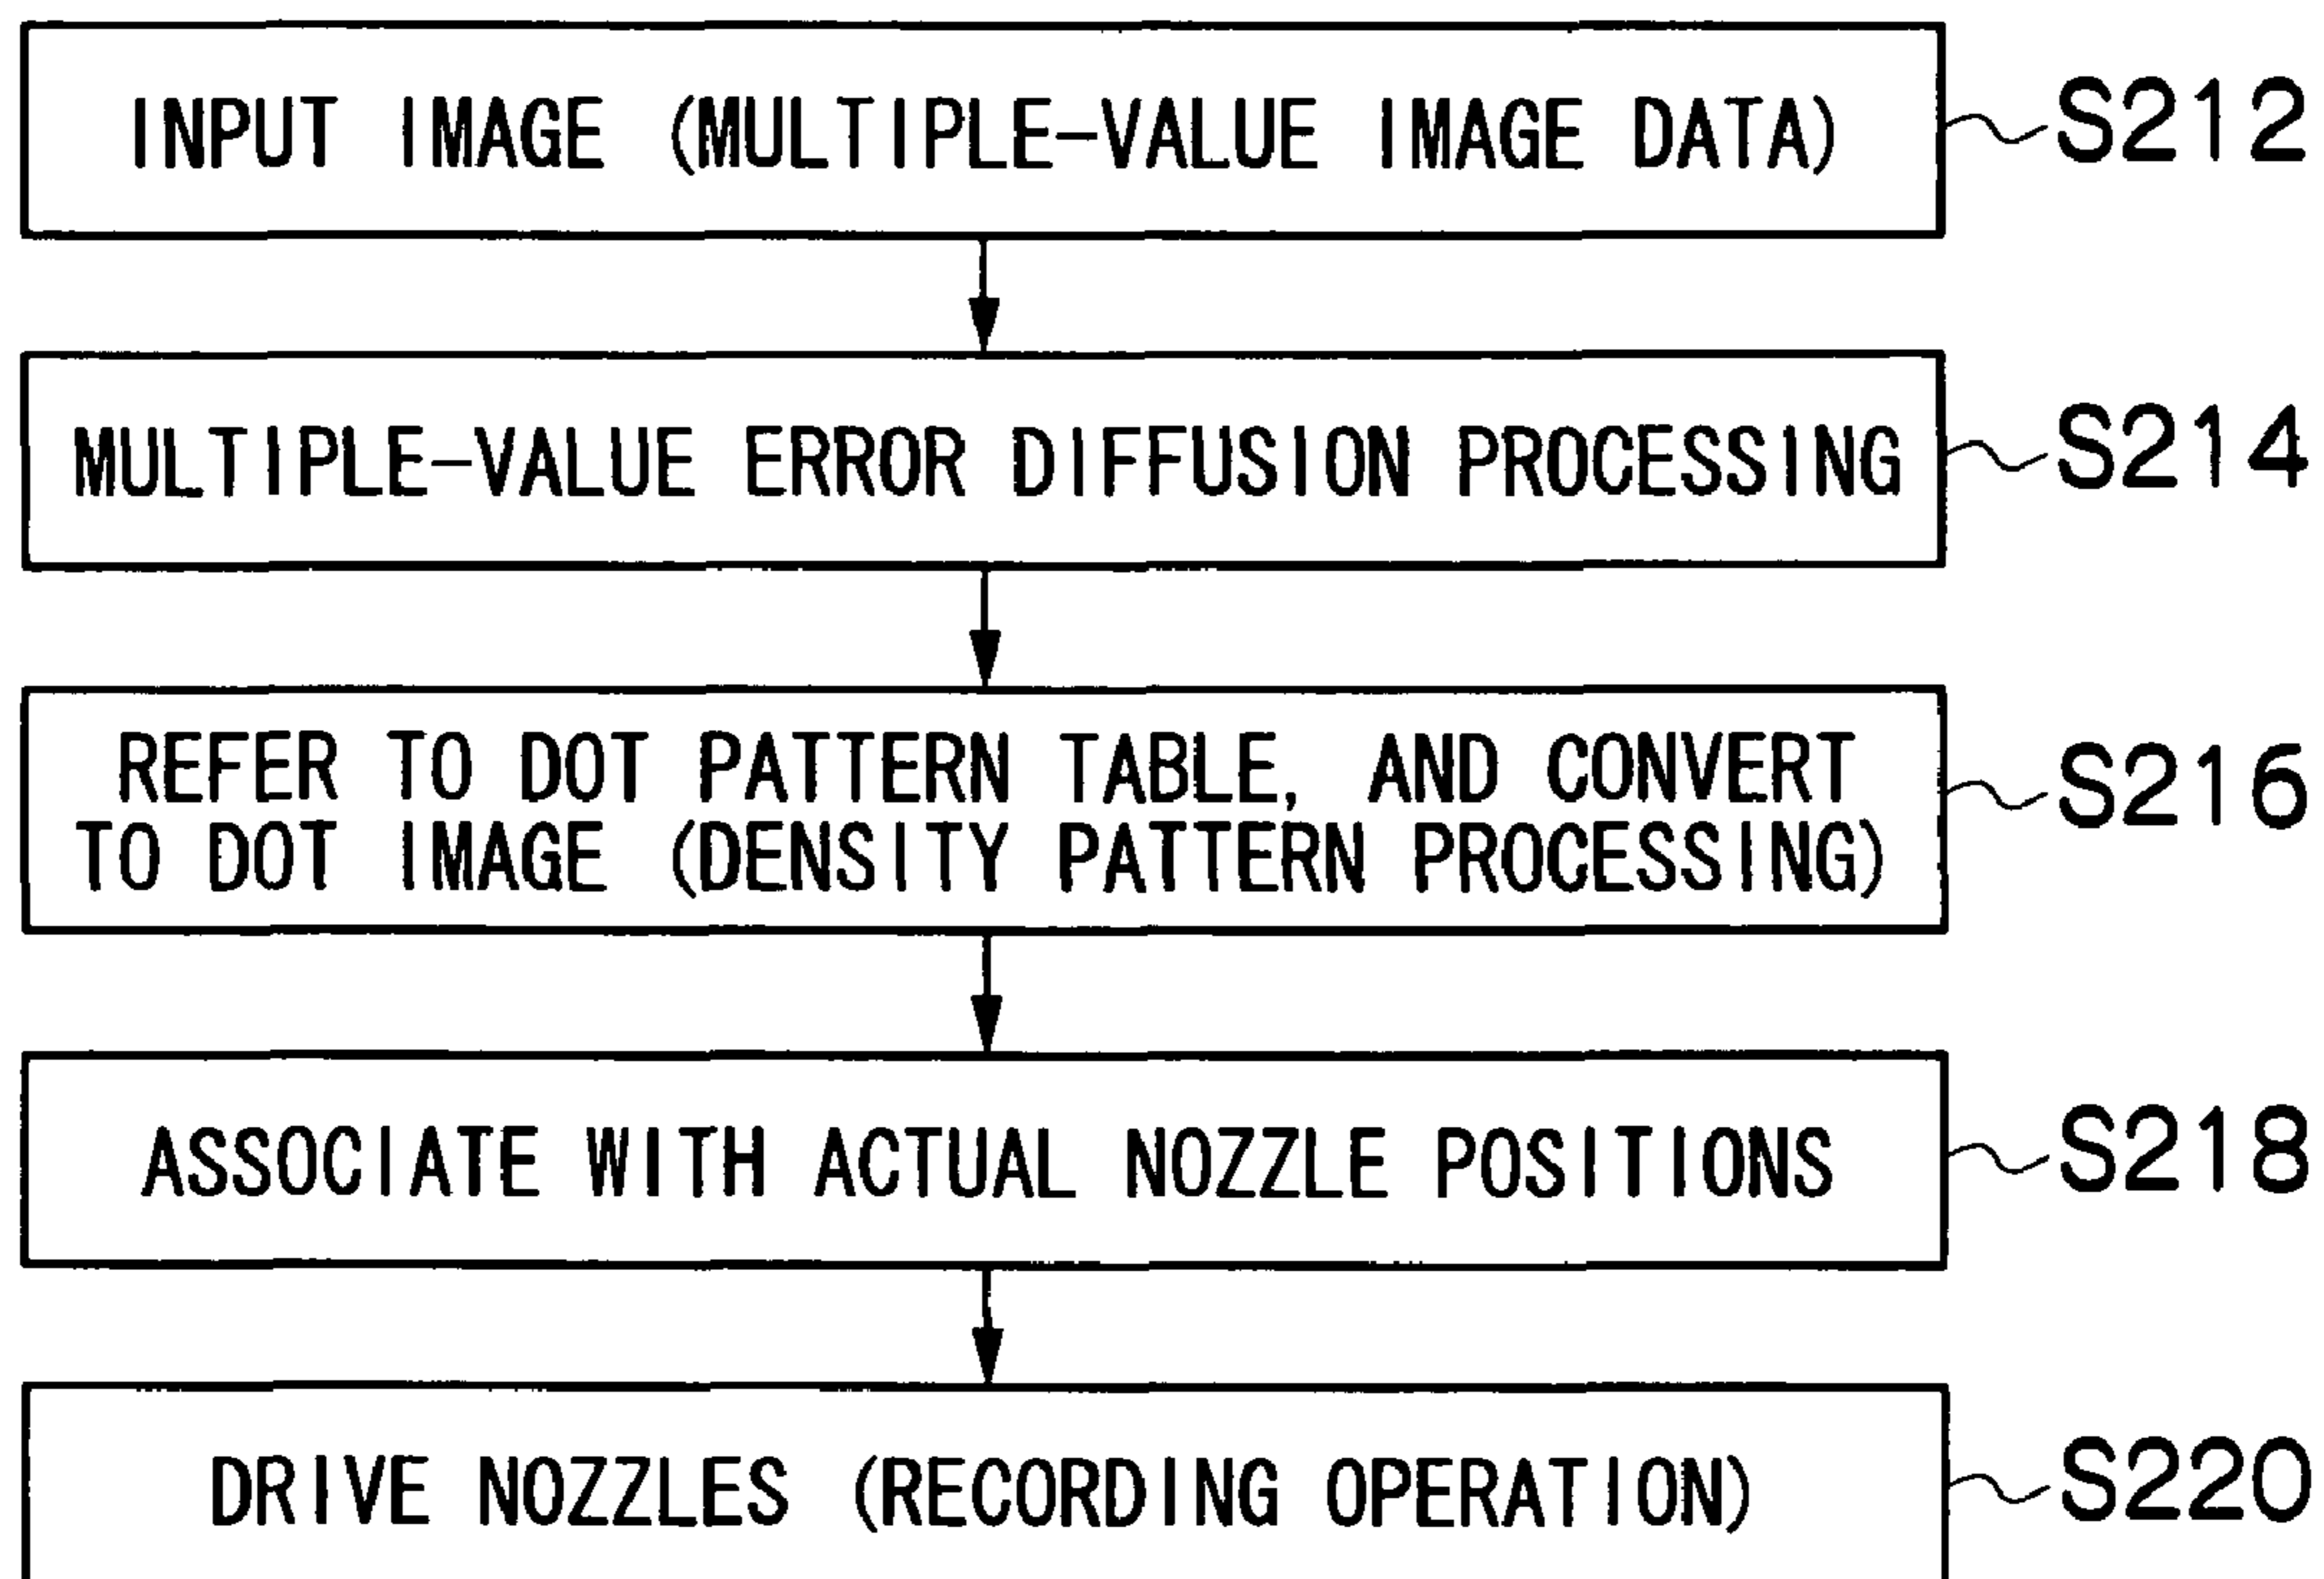 INPUT IMAGE (MULTIPLE-VALUE IMAGE DATA)
S212
MULTIPLE-VALUE ERROR DIFFUSION PROCESSING
S214
REFER TO DOT PATTERN TABLE, AND CONVERT
TO DOT IMAGE (DENSITY PATTERN PROCESSING)
S216
ASSOCIATE WITH ACTUAL NOZZLE POSITIONS
S218
DRIVE NOZZLES (RECORDING OPERATION)
S220